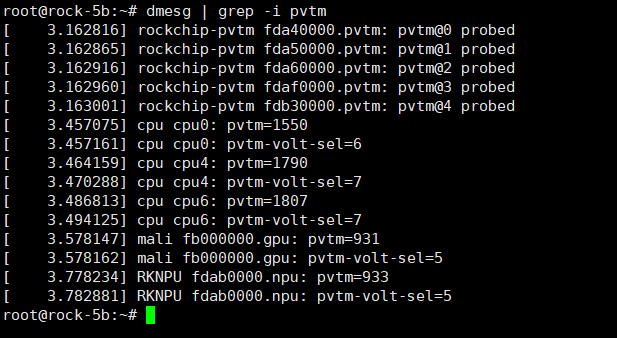 root@rock-5b:~# dmesg | grep -i pvtm
[    3.162816] rockchip-pvtm fda40000.pvtm: pvtm@0 probed
[    3.162865] rockchip-pvtm fda50000.pvtm: pvtm@1 probed
[    3.162916] rockchip-pvtm fda60000.pvtm: pvtm@2 probed
[    3.162960] rockchip-pvtm fdaf0000.pvtm: pvtm@3 probed
[    3.163001] rockchip-pvtm fdb30000.pvtm: pvtm@4 probed
[    3.457075] cpu cpu0: pvtm=1550
[    3.457161] cpu cpu0: pvtm-volt-sel=6
[    3.464159] cpu cpu4: pvtm=1790
[    3.470288] cpu cpu4: pvtm-volt-sel=7
[    3.486813] cpu cpu6: pvtm=1807
[    3.494125] cpu cpu6: pvtm-volt-sel=7
[    3.578147] mali fb000000.gpu: pvtm=931
[    3.578162] mali fb000000.gpu: pvtm-volt-sel=5
[    3.778234] RKNPU fdab0000.npu: pvtm=933
[    3.782881] RKNPU fdab0000.npu: pvtm-volt-sel=5
root@rock-5b:~#